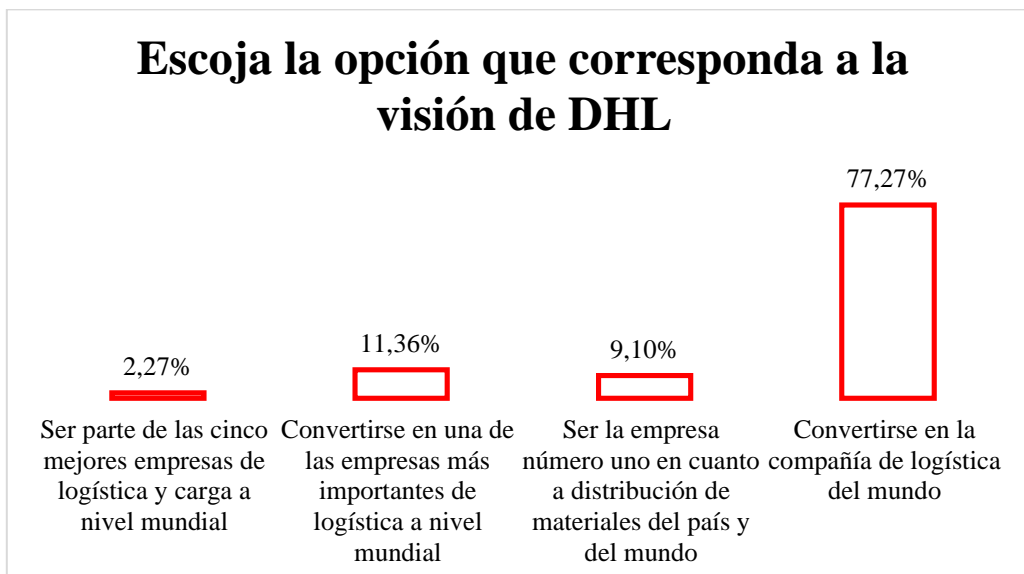 Escoja la opción que corresponda a la
visión de DHL
77,27%
11,36%
9,10%
2,27%
Ser parte de las cinco
mejores empresas de
logística y carga a
nivel mundial
Convertirse en una de
las empresas más
importantes de
logística a nivel
mundial
Ser la empresa
número uno en cuanto
a distribución de
materiales del país y
del mundo
Convertirse en la
compañía de logística
del mundo